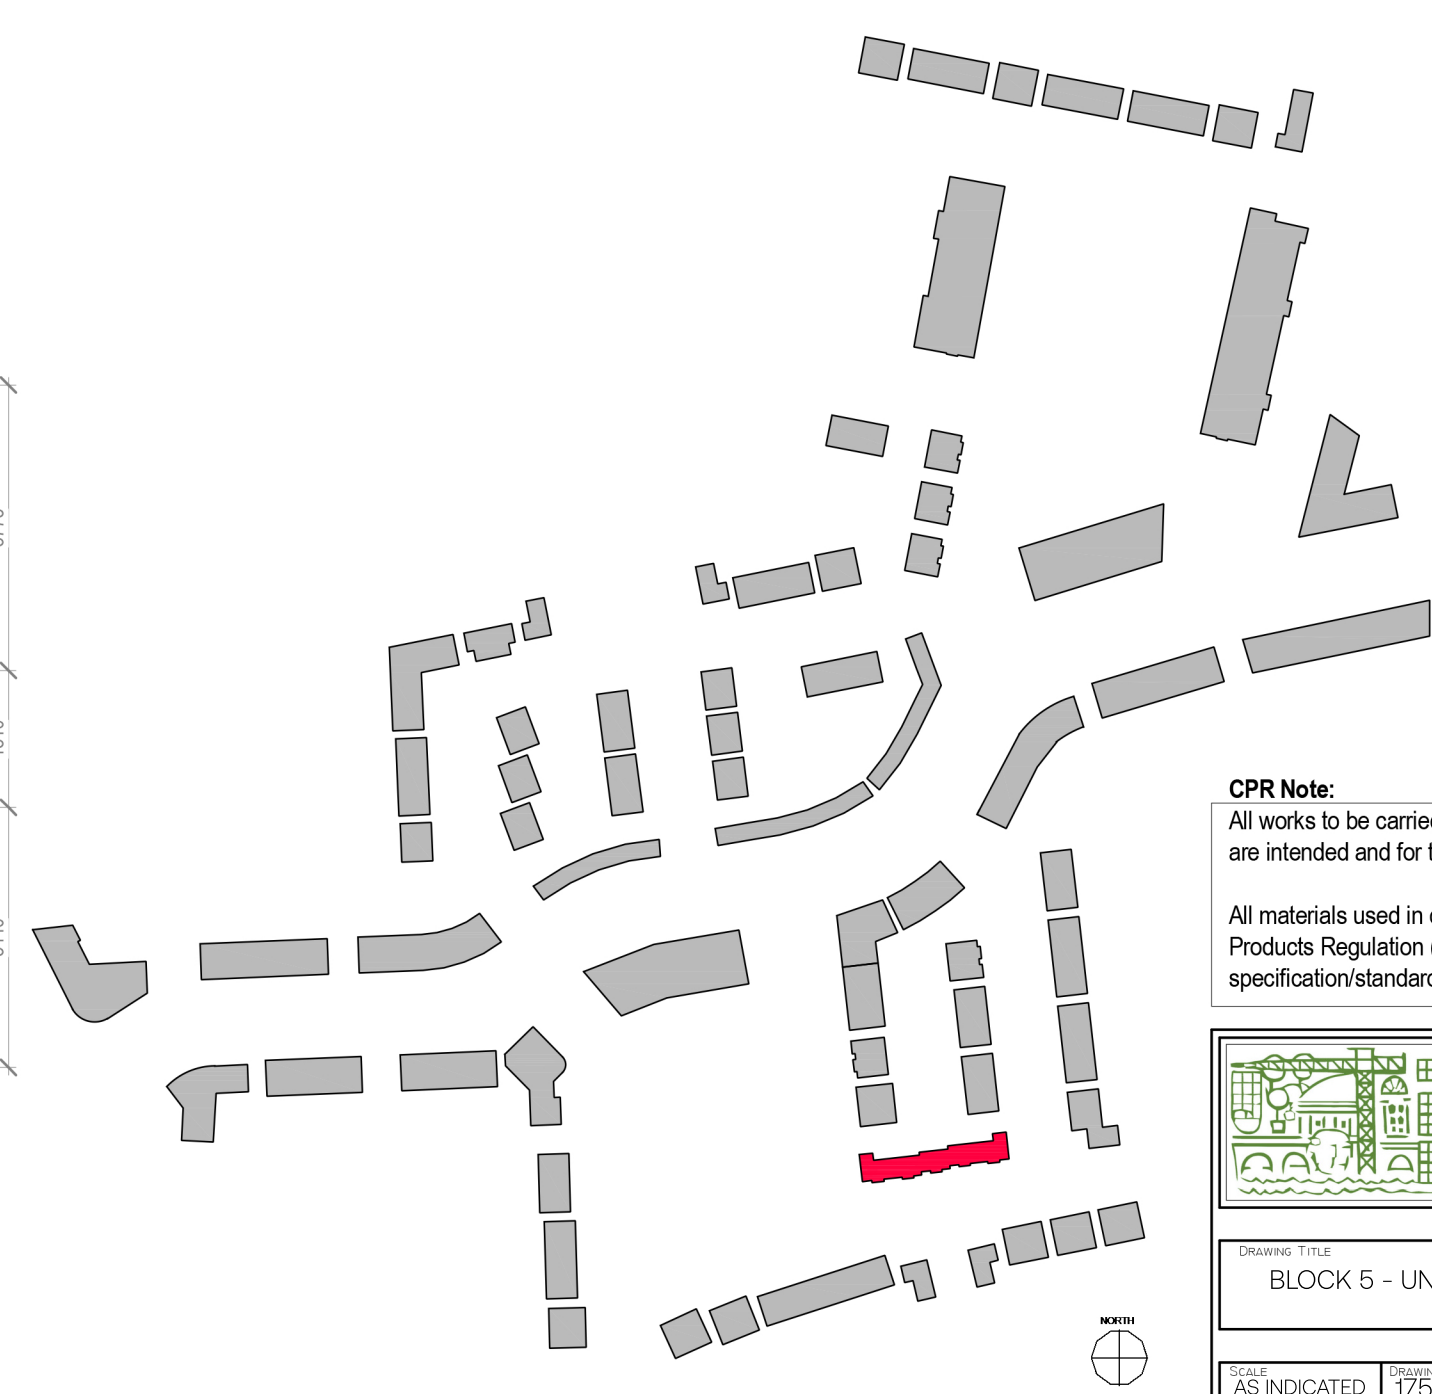 CPR Note:
All works to be carrie
are intended and for t
All materials used in
Products Regulation
specification/standard
DRAWING TITLE
BLOCK 5 - UN
NORTH
SCALE
AS INDICATED
DRAWIN
175